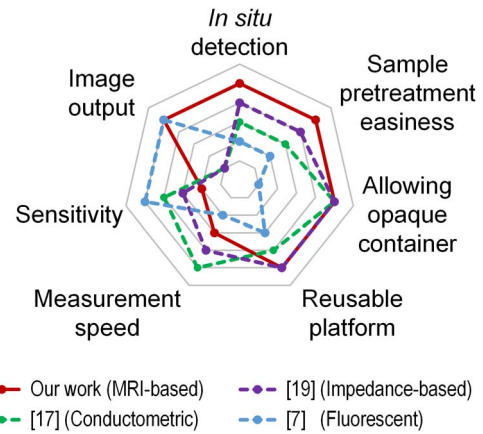 In situ
detection
Sample
pretreatment
easiness
Image
output
Allowing
opaque
container
Sensitivity
Measurement
speed
Reusable
platform
Our work (MRI-based)
[19] (Impedance-based)
[17] (Conductometric)
[7] (Fluorescent)